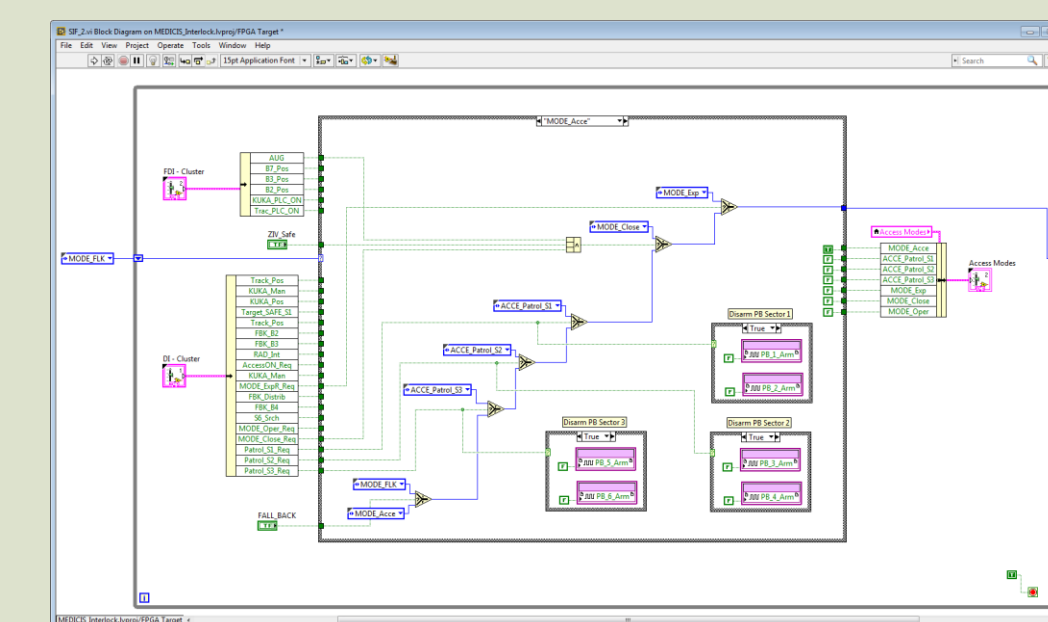 SIF_2.vi Block Diagram on MEDICIS_Interlock.lvproj/FPGA Target *
File Edit View Project Operate Tools Window Help
15pt Application Font
Search
"MODE_Acce"
FDI - Cluster
AUG
B7_Pos
B3_Pos
B2_Pos
KUKA_PLC_ON
Trac_PLC_ON
ZIV_Safe
TF
MODE_FLK
DI - Cluster
Track_Pos
KUKA_Man
KUKA_Pos
Target_SAFE_S1
Track_Pos
FBK_B2
FBK_B3
RAD_Int
AccessON_Req
KUKA_Man
MODE_ExpR_Req
FBK_Distrib
FBK_B4
S6_Srch
MODE_Oper_Req
MODE_Close_Req
Patrol_S1_Req
Patrol_S2_Req
Patrol_S3_Req
FALL_BACK
TF
MODE_Exp
MODE_Close
ACCE_Patrol_S1
ACCE_Patrol_S2
ACCE_Patrol_S3
MODE_FLK
MODE_Acce
Disarm PB Sector 1
True
F
PB_1_Arm
F
PB_2_Arm
Disarm PB Sector 3
True
F
PB_5_Arm
F
PB_6_Arm
Disarm PB Sector 2
True
F
PB_3_Arm
F
PB_4_Arm
Access Modes
T
F
F
F
F
F
F
MODE_Acce
ACCE_Patrol_S1
ACCE_Patrol_S2
ACCE_Patrol_S3
MODE_Exp
MODE_Close
MODE_Oper
Access Modes
T
i
MEDICIS_Interlock.lvproj/FPGA Target